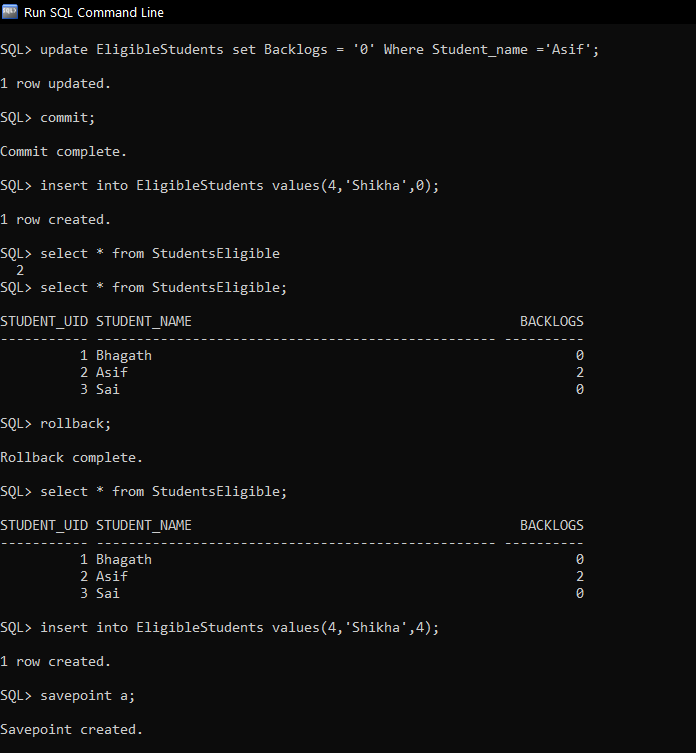 Run SQL Command Line
SQL> update EligibleStudents set Backlogs = '0' Where Student_name ='Asif';
1 row updated.
SQL> commit;
Commit complete.
SQL> insert into EligibleStudents values(4,'Shikha',0);
1 row created.
SQL> select * from StudentsEligible
2
SQL> select * from StudentsEligible;
STUDENT_UID STUDENT_NAME BACKLOGS
----------- -------------------------------------------------- ----------
1 Bhagath 0
2 Asif 2
3 Sai 0
SQL> rollback;
Rollback complete.
SQL> select * from StudentsEligible;
STUDENT_UID STUDENT_NAME BACKLOGS
----------- -------------------------------------------------- ----------
1 Bhagath 0
2 Asif 2
3 Sai 0
SQL> insert into EligibleStudents values(4,'Shikha',4);
1 row created.
SQL> savepoint a;
Savepoint created.